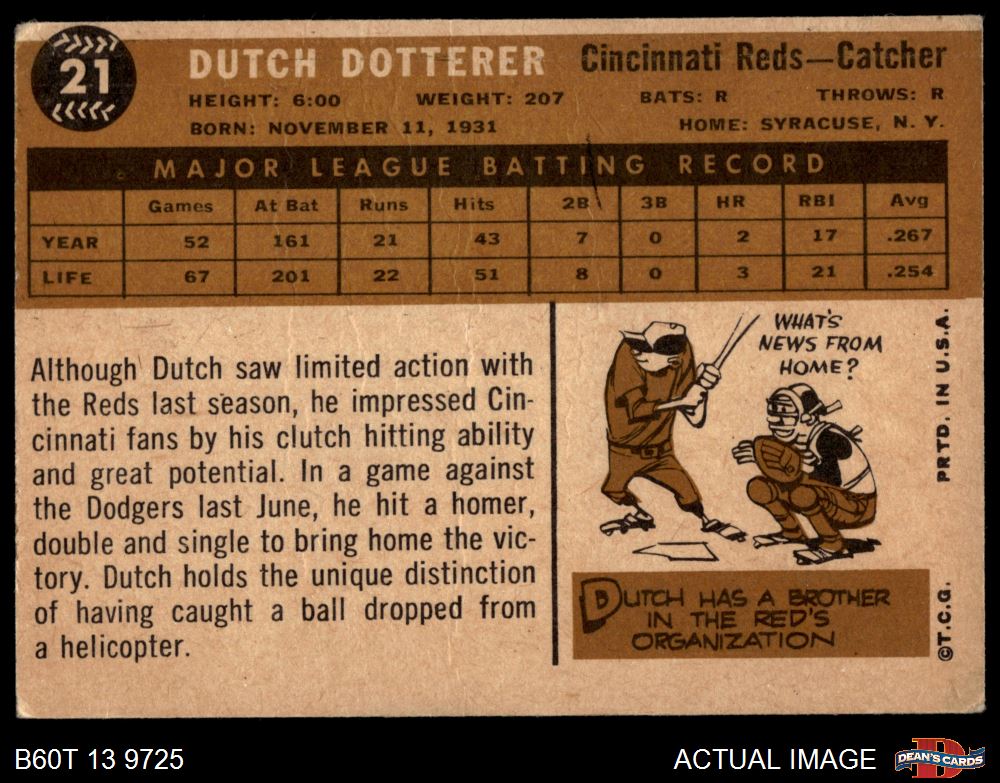 21
DUTCH DOTTERER Cincinnati Reds—Catcher
HEIGHT: 6:00 WEIGHT: 207 BATS: R THROWS: R
BORN: NOVEMBER 11, 1931 HOME: SYRACUSE, N. Y.
MAJOR LEAGUE BATTING RECORD
Games At Bat Runs Hits 2B 3B HR RBI Avg
YEAR 52 161 21 43 7 0 2 17 .267
LIFE 67 201 22 51 8 0 3 21 .254
Although Dutch saw limited action with
the Reds last season, he impressed Cin-
cinnati fans by his clutch hitting ability
and great potential. In a game against
the Dodgers last June, he hit a homer,
double and single to bring home the vic-
tory. Dutch holds the unique distinction
of having caught a ball dropped from
a helicopter.
WHAT'S
NEWS FROM
HOME?
DUTCH HAS A BROTHER
IN THE RED'S
ORGANIZATION
PRTD. IN U.S.A.
©T.C.G.
B60T 13 9725
ACTUAL IMAGE
D
DEAN'S CARDS